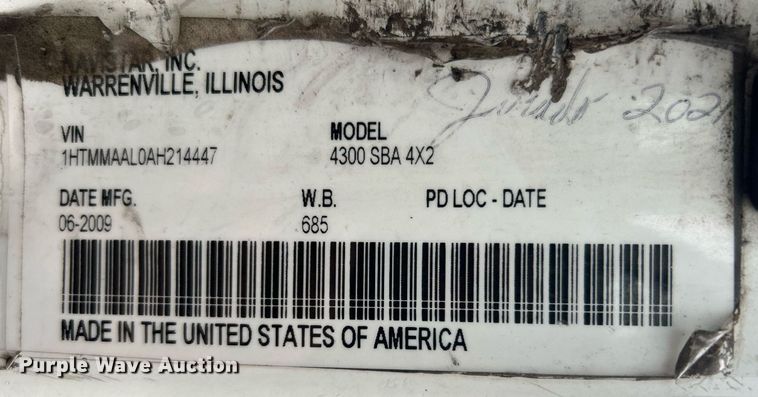 NAVISTAR, INC.
WARRENVILLE, ILLINOIS
Jurado 2021
VIN MODEL
1HTMMAAL0AH214447 4300 SBA 4X2
DATE MFG. W.B. PD LOC - DATE
06-2009 685
MADE IN THE UNITED STATES OF AMERICA
Purple Wave Auction